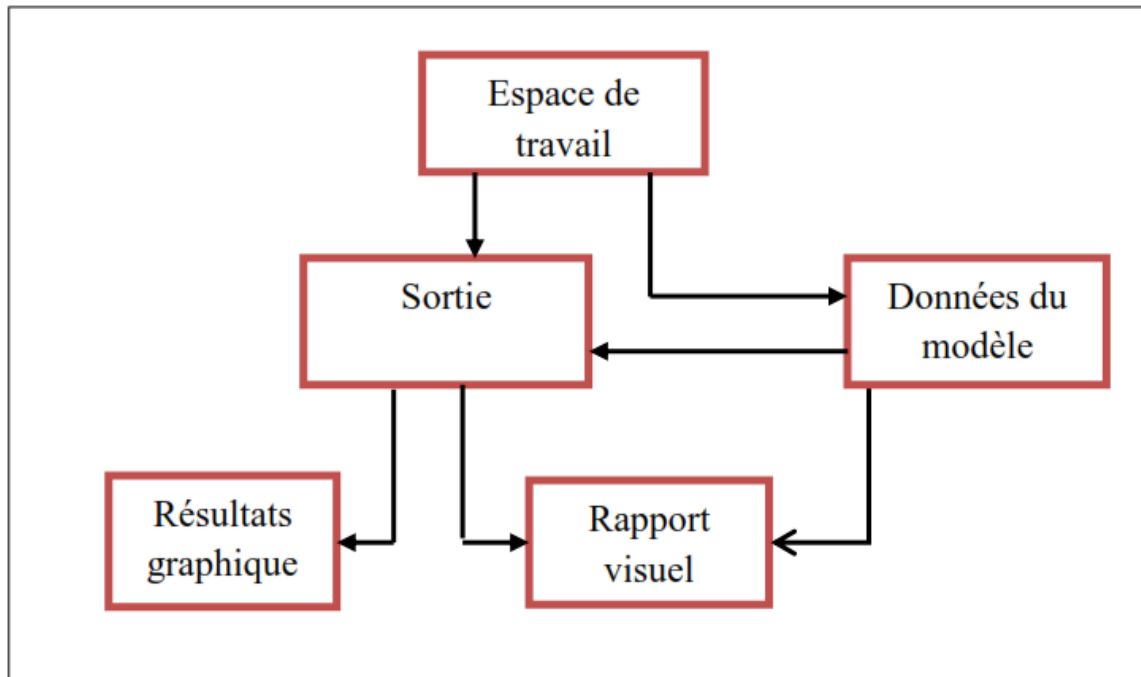 Espace de
travail
Sortie
Données du
modèle
Résultats
graphique
Rapport
visuel